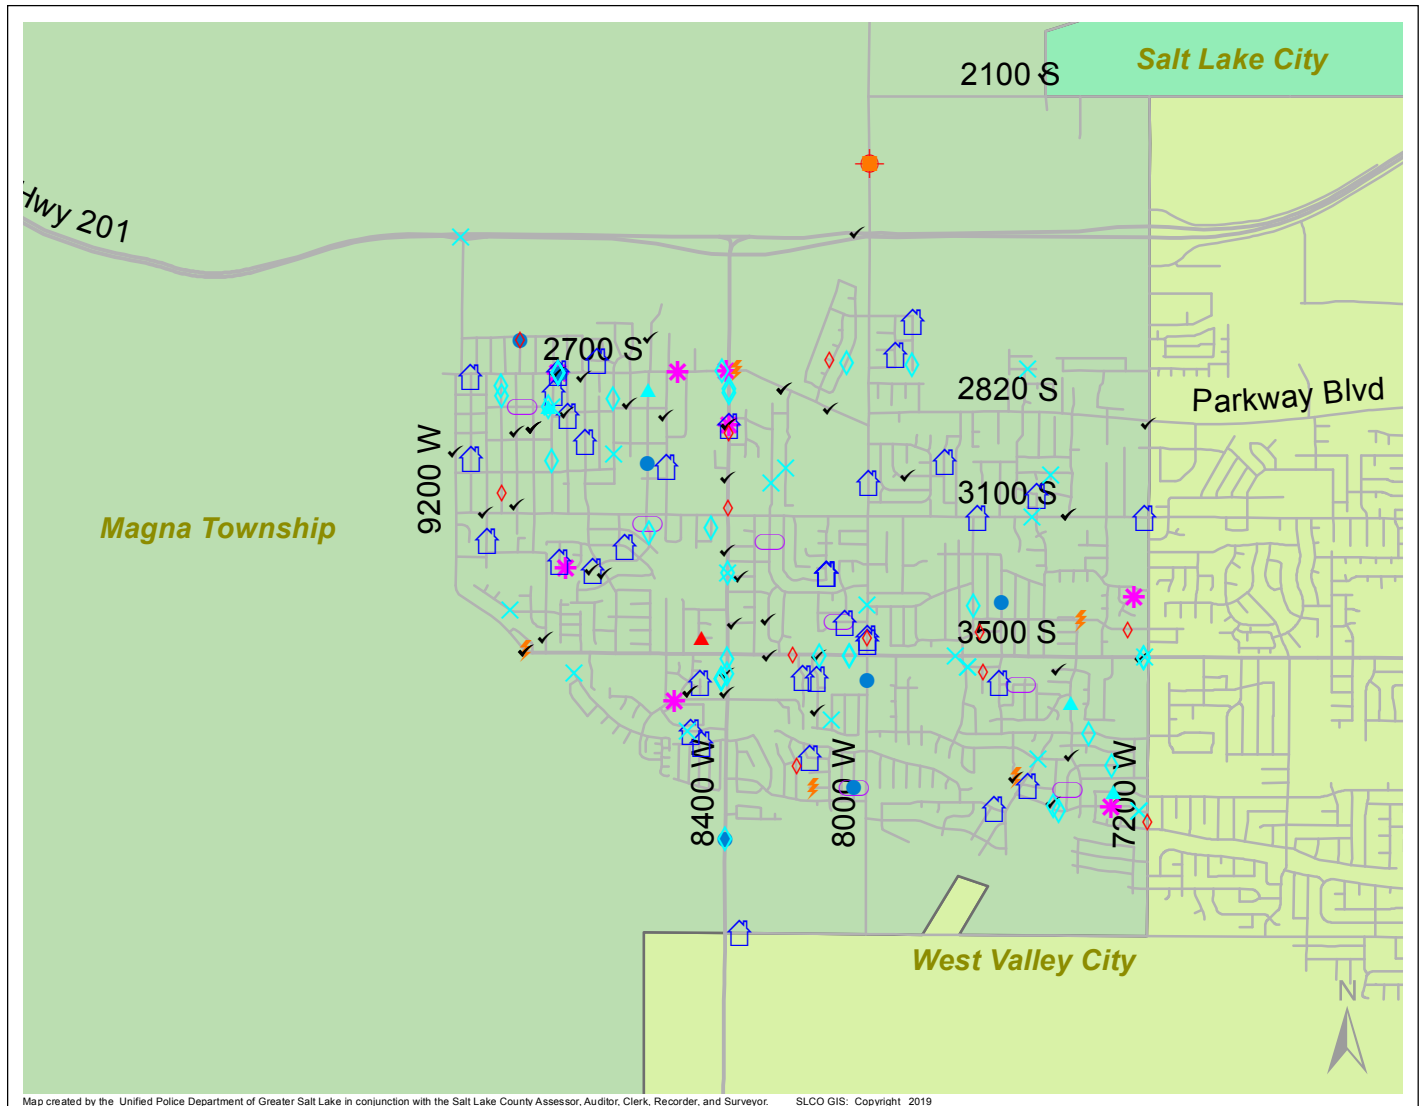 Salt Lake City
2100 S
Hwy 201
2700 S
2820 S
Parkway Blvd
9200 W
3100 S
Magna Township
3500 S
8400 W
8000 W
7200 W
West Valley City
N
Map created by the Unified Police Department of Greater Salt Lake in conjunction with the Salt Lake County Assessor, Auditor, Clerk, Recorder, and Surveyor. SLCO GIS: Copyright 2019